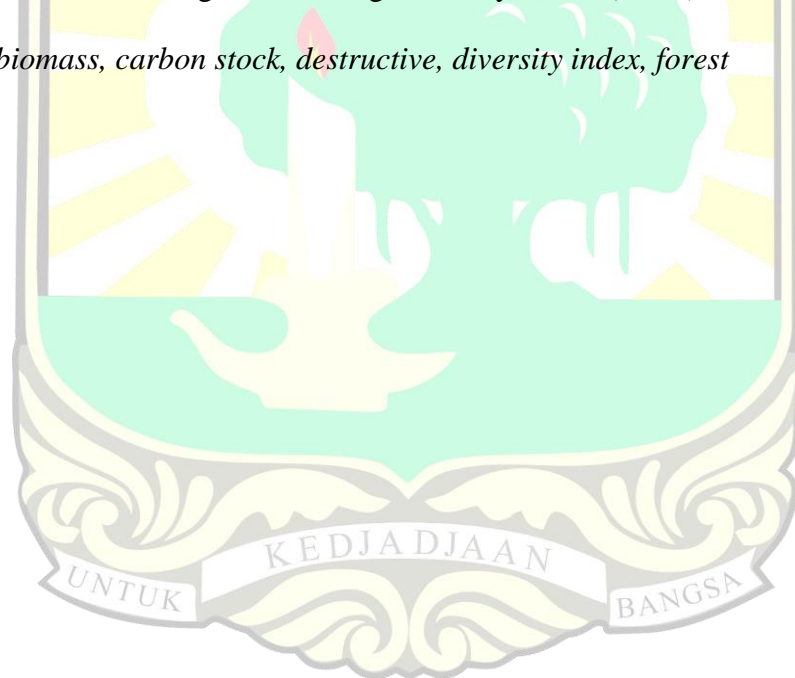 biomass, carbon stock, destructive, diversity index, forest
UNTUK KEDJADJAAN BANGSA